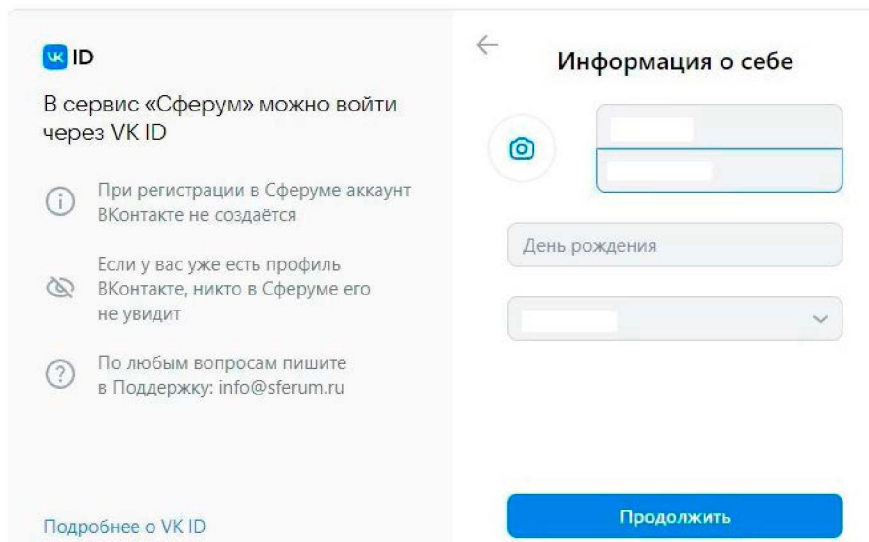 VK ID
В сервис «Сферум» можно войти
через VK ID
При регистрации в Сферуме аккаунт
ВКонтакте не создаётся
Если у вас уже есть профиль
ВКонтакте, никто в Сферуме его
не увидит
По любым вопросам пишите
в Поддержку: info@sferum.ru
Подробнее о VK ID
Информация о себе
День рождения
Продолжить